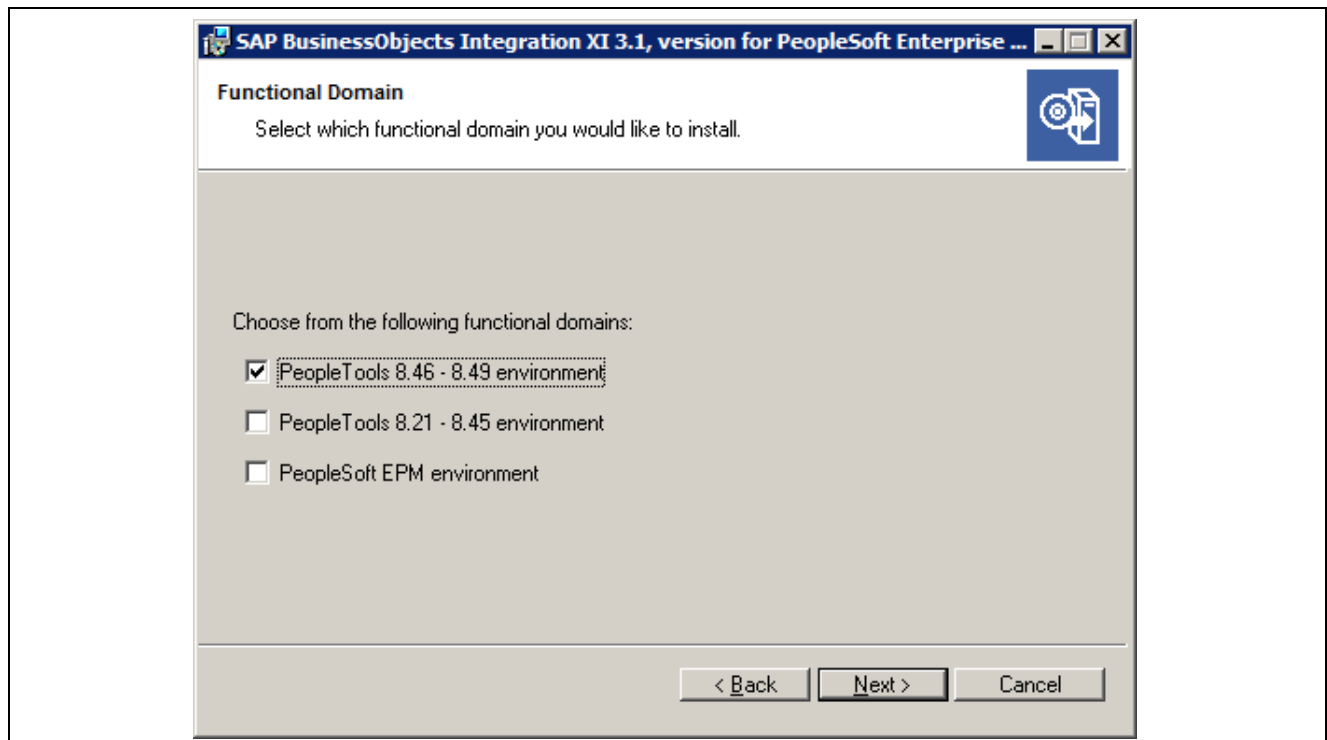 SAP BusinessObjects Integration XI 3.1, version for PeopleSoft Enterprise ...
Functional Domain
Select which functional domain you would like to install.
Choose from the following functional domains:
PeopleTools 8.46 - 8.49 environment
PeopleTools 8.21 - 8.45 environment
PeopleSoft EPM environment
< Back
Next >
Cancel